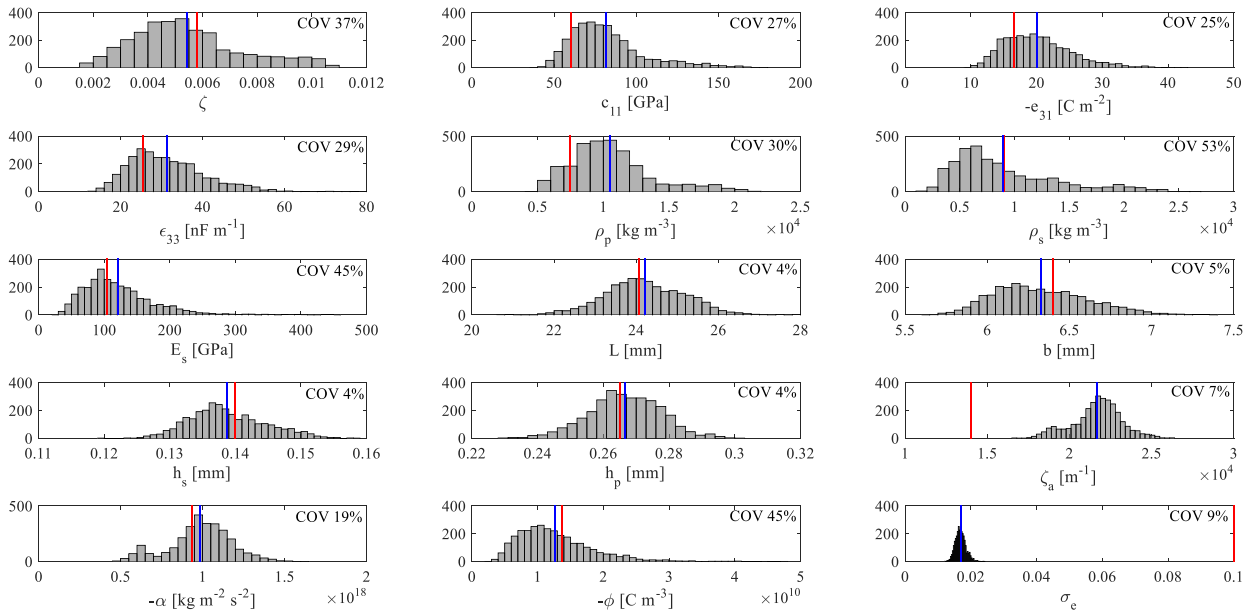 COV 37%
400
200
0
0 0.002 0.004 0.006 0.008 0.01 0.012
ζ
COV 27%
400
200
0
0 50 100 150 200
c11 [GPa]
COV 25%
400
200
0
0 10 20 30 40 50
-e31 [C m-2]
COV 29%
400
200
0
0 20 40 60 80
ϵ33 [nF m-1]
COV 30%
500
0
0 0.5 1 1.5 2 2.5
ρp [kg m-3] ×10^4
COV 53%
400
200
0
0 0.5 1 1.5 2 2.5 3
ρs [kg m-3] ×10^4
COV 45%
400
200
0
0 100 200 300 400 500
Es [GPa]
COV 4%
400
200
0
20 22 24 26 28
L [mm]
COV 5%
400
200
0
5.5 6 6.5 7 7.5
b [mm]
COV 4%
400
200
0
0.11 0.12 0.13 0.14 0.15 0.16
hs [mm]
COV 4%
400
200
0
0.22 0.24 0.26 0.28 0.3 0.32
hp [mm]
COV 7%
400
200
0
1 1.5 2 2.5 3
ζa [m-1] ×10^4
COV 19%
500
0
0 0.5 1 1.5 2
-α [kg m-2 s-2] ×10^18
COV 45%
400
200
0
0 1 2 3 4 5
-ϕ [C m-3] ×10^10
COV 9%
400
200
0
0 0.02 0.04 0.06 0.08 0.1
σe